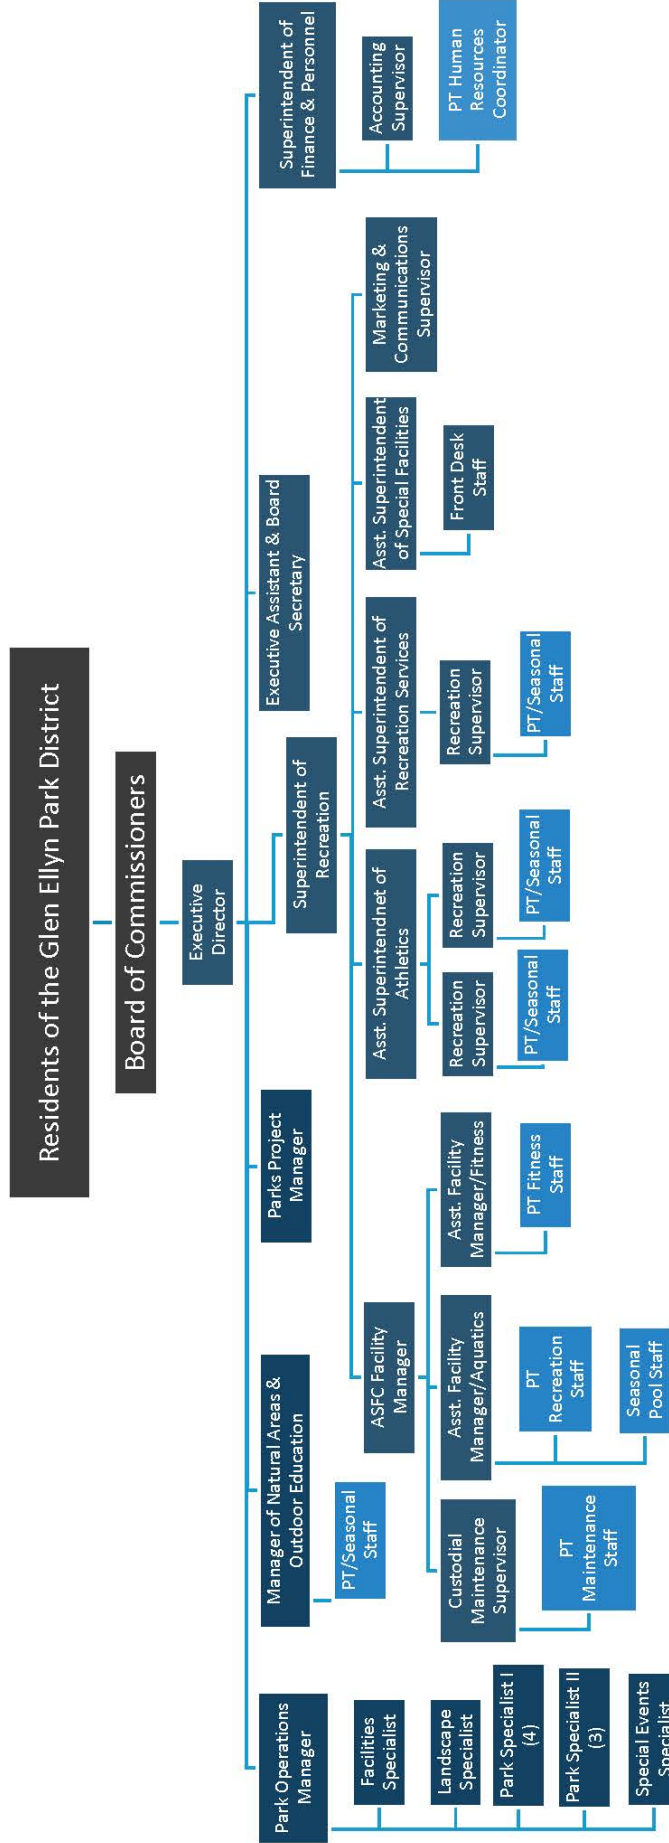 Residents of the Glen Ellyn Park District
Board of Commissioners
Executive
Director
Park Operations
Manager
Facilities
Specialist
Landscape
Specialist
Park Specialist I
(4)
Park Specialist II
(3)
Special Events
Specialist
Manager of Natural Areas &
Outdoor Education
PT/Seasonal
Staff
Parks Project
Manager
Superintendent of
Recreation
ASFC Facility
Manager
Custodial
Maintenance
Supervisor
PT
Maintenance
Staff
Asst. Facility
Manager/Aquatics
PT
Recreation
Staff
Seasonal
Pool Staff
Asst. Facility
Manager/Fitness
PT Fitness
Staff
Asst. Superintendnet of
Athletics
Recreation
Supervisor
PT/Seasonal
Staff
Recreation
Supervisor
PT/Seasonal
Staff
Asst. Superintendent of
Recreation Services
Recreation
Supervisor
PT/Seasonal
Staff
Asst. Superintendent
of Special Facilities
Front Desk
Staff
Marketing &
Communications
Supervisor
Executive Assistant & Board
Secretary
Superintendent of
Finance & Personnel
Accounting
Supervisor
PT Human
Resources
Coordinator